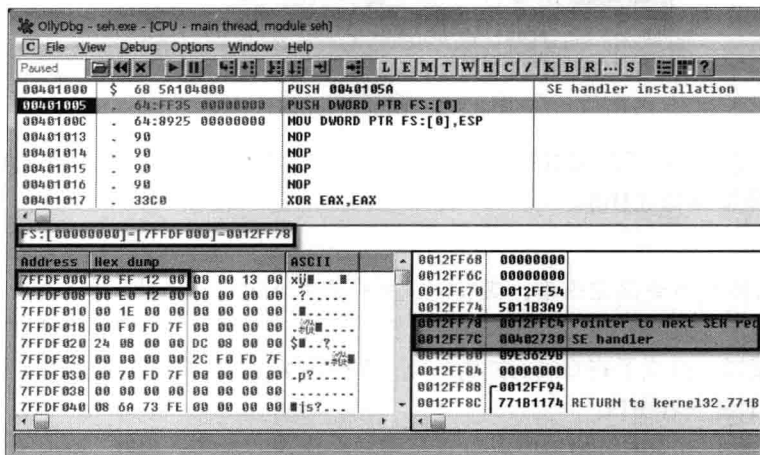 OllyDbg - seh.exe - [CPU - main thread, module seh]
C File View Debug Options Window Help
Paused L E M T W H C / K B R ... S ?
00401000 $ 68 5A104000 PUSH 0040105A SE handler installation
00401005 . 64:FF35 00000000 PUSH DWORD PTR FS:[0]
0040100C . 64:8925 00000000 MOV DWORD PTR FS:[0],ESP
00401013 . 90 NOP
00401014 . 90 NOP
00401015 . 90 NOP
00401016 . 90 NOP
00401017 . 33C0 XOR EAX,EAX
FS:[00000000]=[7FFDF000]=0012FF78
Address Hex dump ASCII
7FFDF000 78 FF 12 00 00 00 13 00
7FFDF008 00 E0 12 00 00 00 00 00 .?.....
7FFDF010 00 1E 00 00 00 00 00 00
7FFDF018 00 F0 FD 7F 00 00 00 00
7FFDF020 24 08 00 00 DC 08 00 00
7FFDF028 00 00 00 00 2C F0 FD 7F
7FFDF030 00 70 FD 7F 00 00 00 00 .p?....
7FFDF038 00 00 00 00 00 00 00 00 ........
7FFDF040 08 6A 73 FE 00 00 00 00 js?....
0012FF68 00000000
0012FF6C 00000000
0012FF70 0012FF54
0012FF74 5011B3A9
0012FF78 0012FFC4 Pointer to next SEH rec
0012FF7C 00402730 SE handler
0012FF80 09E3629B
0012FF84 00000000
0012FF88 0012FF94
0012FF8C 771B1174 RETURN to kernel32.771B